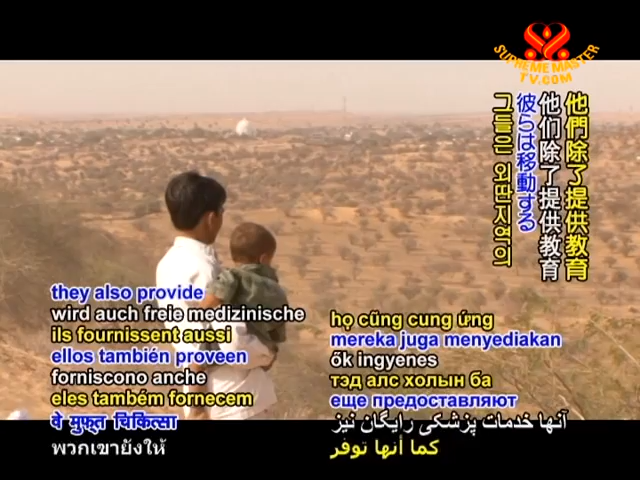 SUPREME MASTER
TV.COM
他們除了提供教育
他们除了提供教育
彼らは移動する
그들은 외딴지역의
they also provide
wird auch freie medizinische
ils fournissent aussi
ellos también proveen
forniscono anche
eles também fornecem
वे मुफ़्त चिकित्सा
พวกเขายังให้
họ cũng cung ứng
mereka juga menyediakan
ők ingyenes
тэд алс холын ба
еще предоставляют
آنها خدمات پزشکی رایگان نیز
كما أنها توفر